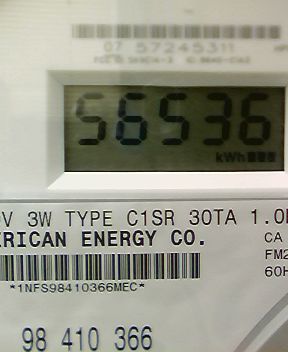 07 57245311
56536
kWh
V 3W TYPE C1SR 30TA 1.0
ERICAN ENERGY CO.
CA
FM2
60H
*1NFS98410366MEC*
98 410 366